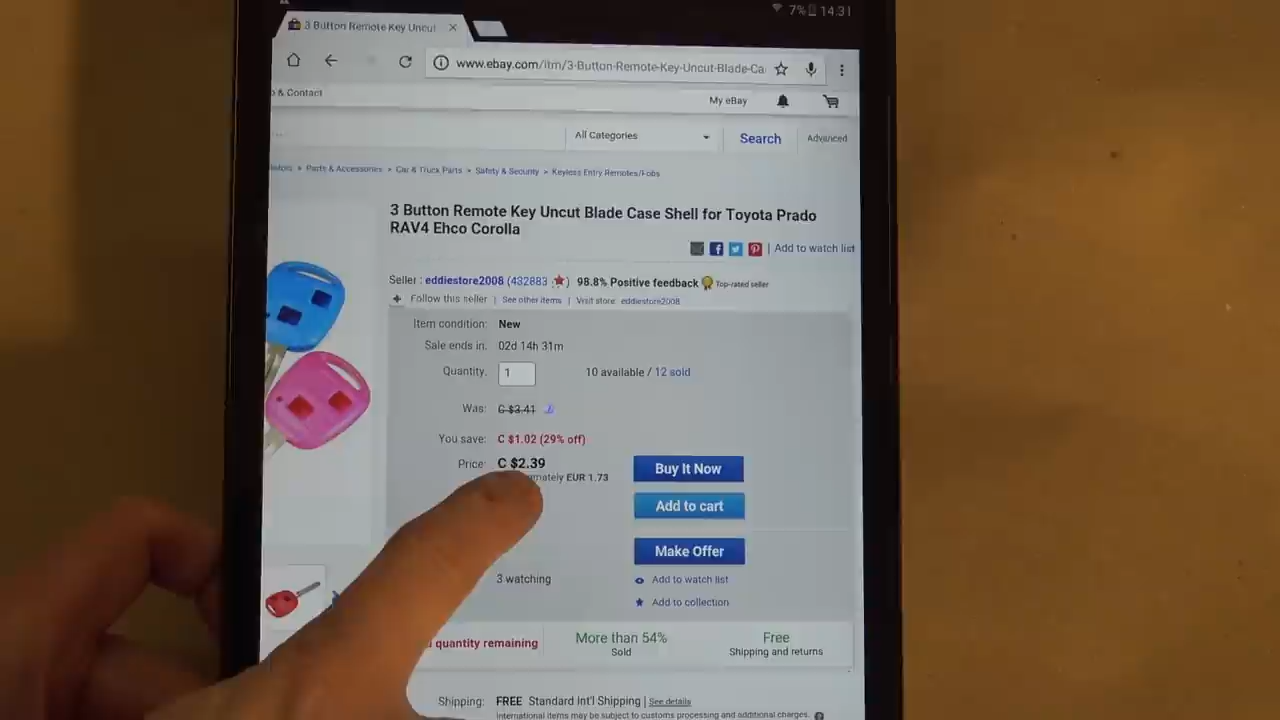 7% 14:31
3 Button Remote Key Uncut
www.ebay.com/itm/3-Button-Remote-Key-Uncut-Blade-Ca
& Contact
My eBay
All Categories
Search
Advanced
Parts & Accessories > Car & Truck Parts > Safety & Security > Keyless Entry Remotes/Fobs
3 Button Remote Key Uncut Blade Case Shell for Toyota Prado
RAV4 Ehco Corolla
Add to watch list
Seller : eddiestore2008 (432883 ) 98.8% Positive feedback Top-rated seller
Follow this seller | See other items | Visit store: eddiestore2008
Item condition: New
Sale ends in: 02d 14h 31m
Quantity: 1 10 available / 12 sold
Was: C $3.41
You save: C $1.02 (29% off)
Price: C $2.39 Buy It Now
EUR 1.73
Add to cart
Make Offer
3 watching Add to watch list
Add to collection
quantity remaining
More than 54%
Sold
Free
Shipping and returns
Shipping: FREE Standard Int'l Shipping | See details
International items may be subject to customs processing and additional charges.